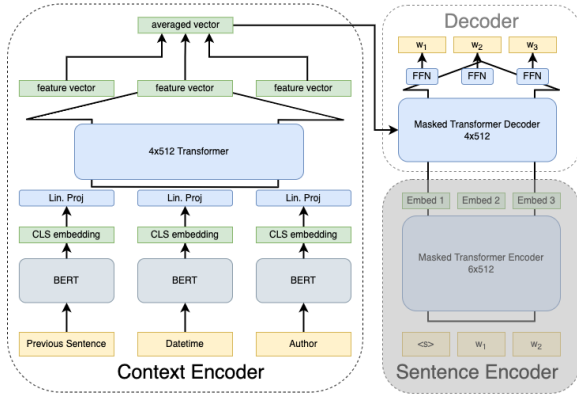 averaged vector
feature vector
feature vector
feature vector
4x512 Transformer
Lin. Proj
Lin. Proj
Lin. Proj
CLS embedding
CLS embedding
CLS embedding
BERT
BERT
BERT
Previous Sentence
Datetime
Author
Context Encoder
Decoder
w₁
w₂
w₃
FFN
FFN
FFN
Masked Transformer Decoder
4x512
Embed 1
Embed 2
Embed 3
Masked Transformer Encoder
6x512
<s>
w₁
w₂
Sentence Encoder